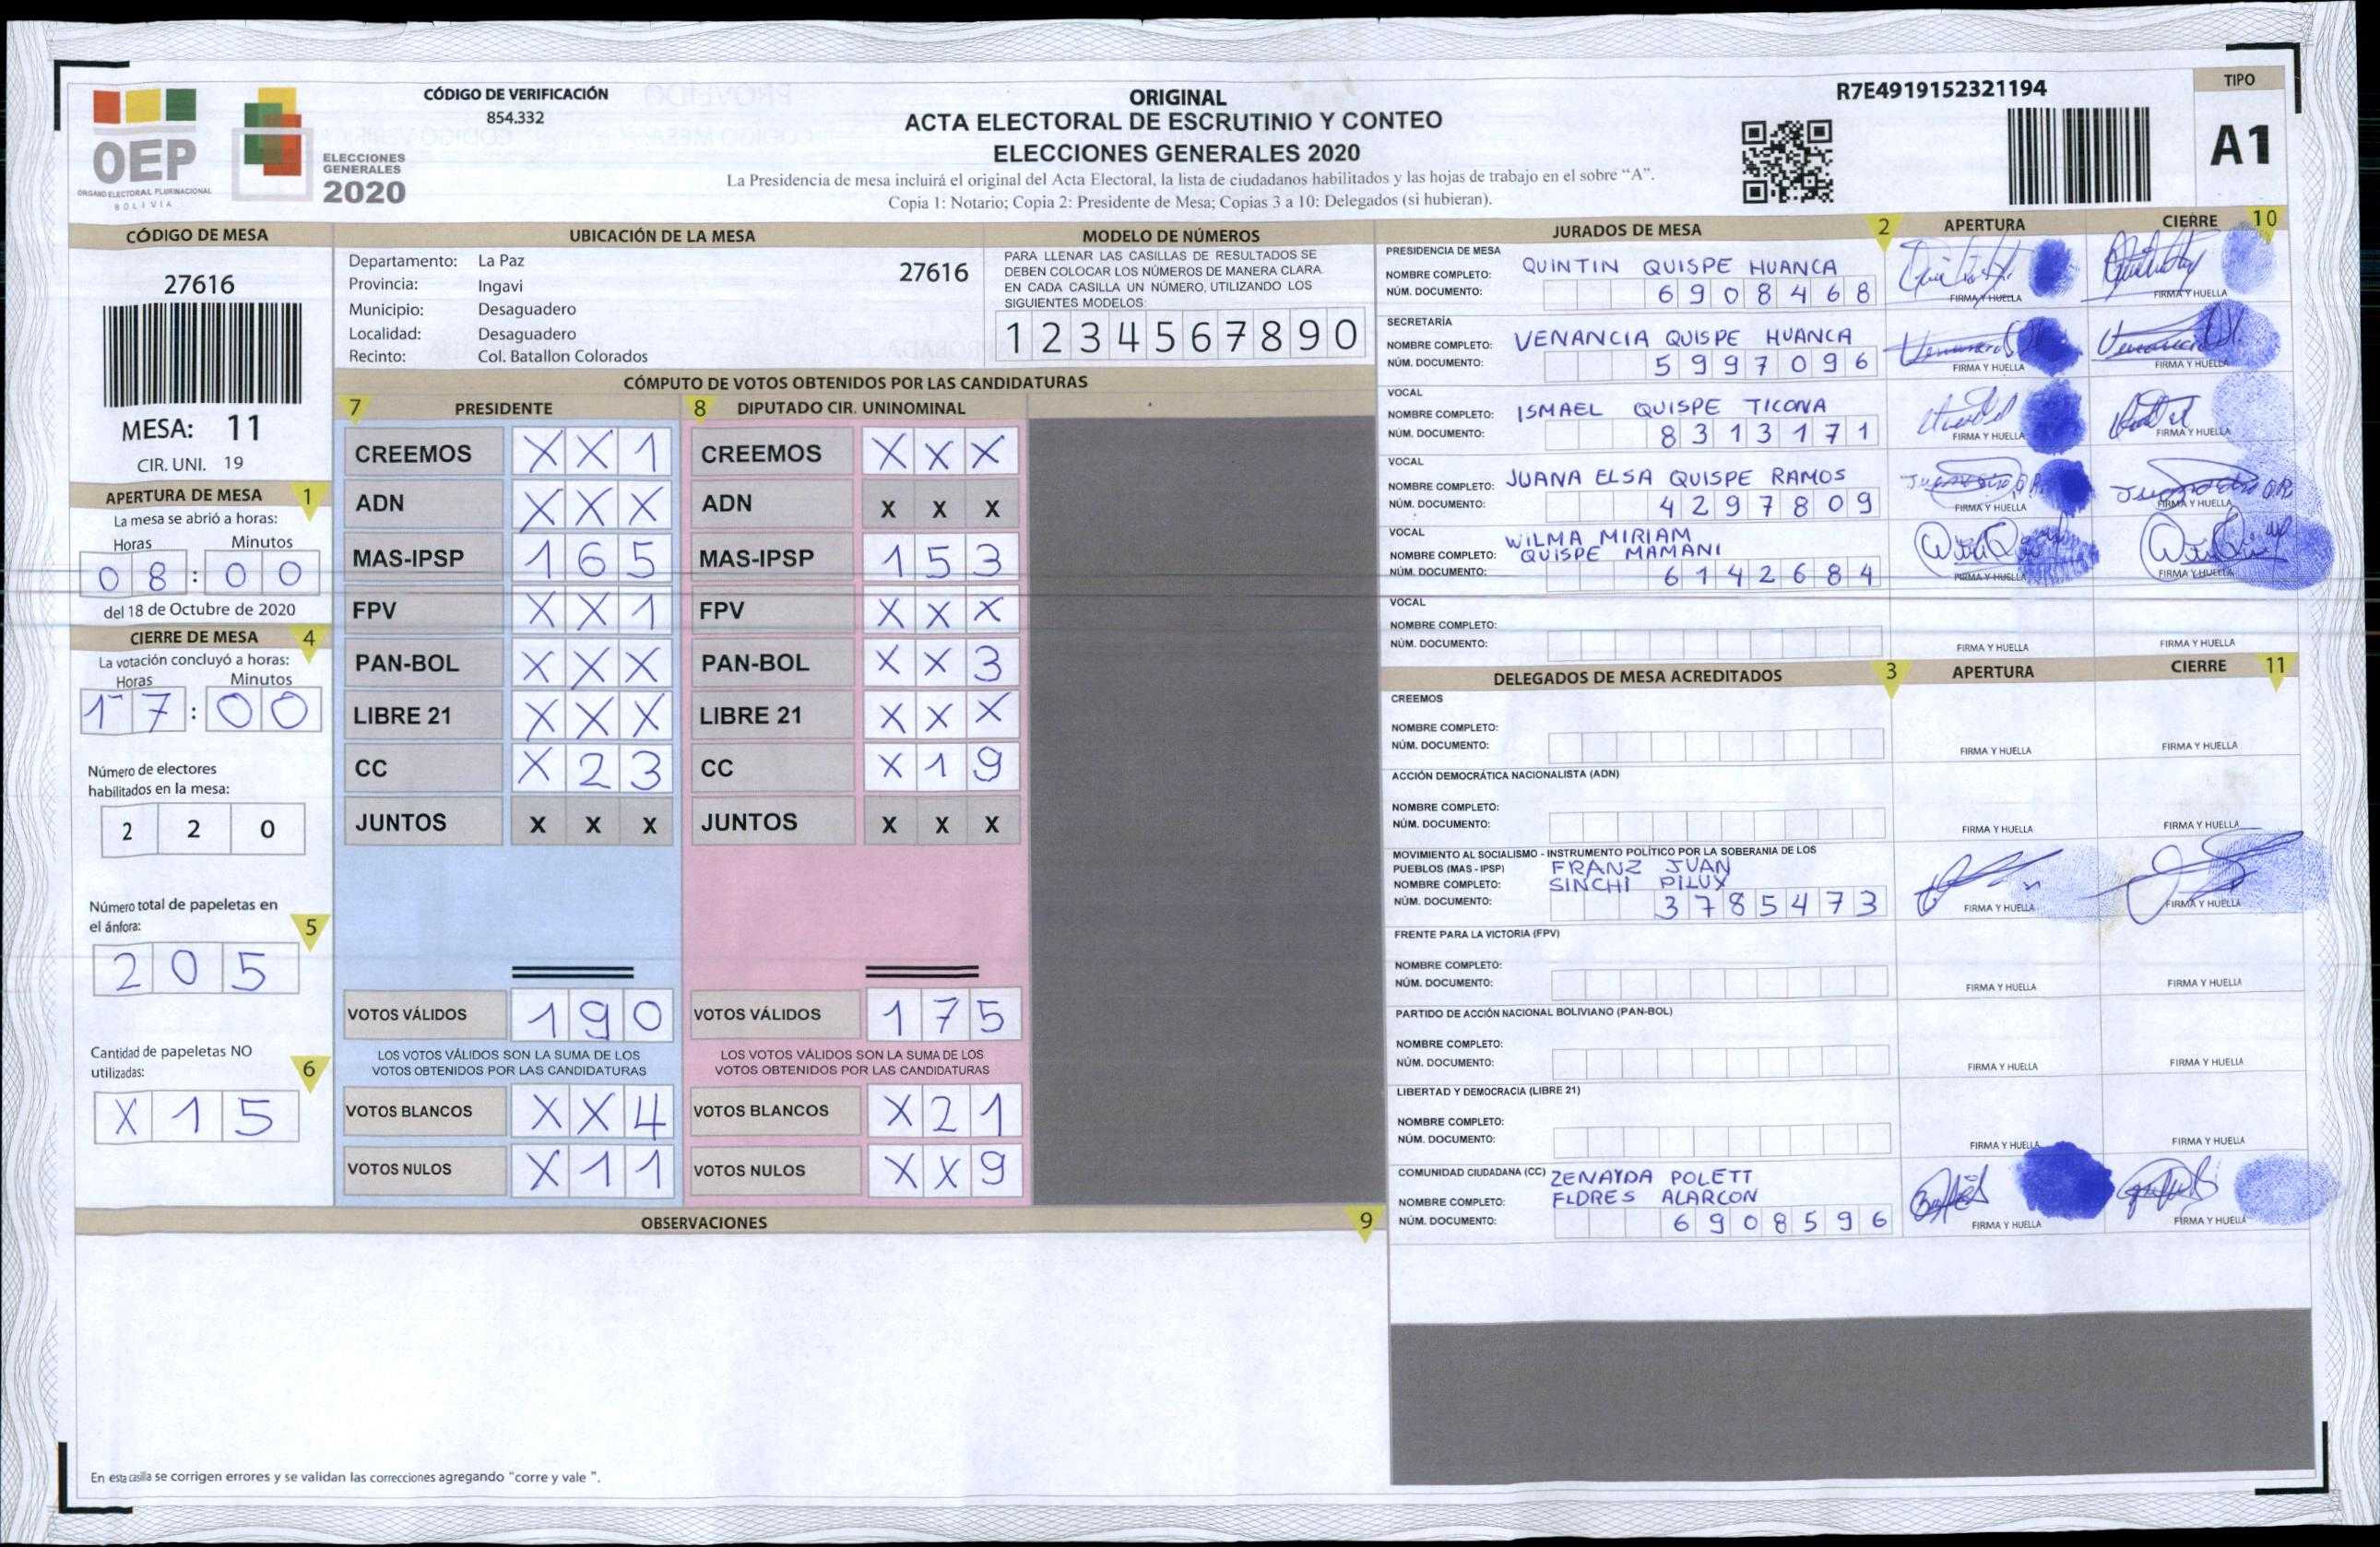 OEP
ÓRGANO ELECTORAL PLURINACIONAL
BOLIVIA
ELECCIONES
GENERALES
2020
CÓDIGO DE VERIFICACIÓN
854.332
ORIGINAL
ACTA ELECTORAL DE ESCRUTINIO Y CONTEO
ELECCIONES GENERALES 2020
La Presidencia de mesa incluirá el original del Acta Electoral, la lista de ciudadanos habilitados y las hojas de trabajo en el sobre “A”.
Copia 1: Notario; Copia 2: Presidente de Mesa; Copias 3 a 10: Delegados (si hubieran).
R7E4919152321194
TIPO
A1
CÓDIGO DE MESA
27616
MESA: 11
CIR. UNI. 19
APERTURA DE MESA 1
La mesa se abrió a horas:
Horas Minutos
0 8 : 0 0
del 18 de Octubre de 2020
CIERRE DE MESA 4
La votación concluyó a horas:
Horas Minutos
1 7 : 0 0
Número de electores
habilitados en la mesa:
2 2 0
Número total de papeletas en
el ánfora: 5
2 0 5
Cantidad de papeletas NO
utilizadas: 6
X 1 5
UBICACIÓN DE LA MESA
Departamento: La Paz
27616
Provincia: Ingavi
Municipio: Desaguadero
Localidad: Desaguadero
Recinto: Col. Batallon Colorados
MODELO DE NÚMEROS
PARA LLENAR LAS CASILLAS DE RESULTADOS SE
DEBEN COLOCAR LOS NÚMEROS DE MANERA CLARA.
EN CADA CASILLA UN NÚMERO, UTILIZANDO LOS
SIGUIENTES MODELOS:
1 2 3 4 5 6 7 8 9 0
CÓMPUTO DE VOTOS OBTENIDOS POR LAS CANDIDATURAS
7 PRESIDENTE
CREEMOS X X 1
ADN X X X
MAS-IPSP 1 6 5
FPV X X 1
PAN-BOL X X X
LIBRE 21 X X X
CC X 2 3
JUNTOS X X X
VOTOS VÁLIDOS 1 9 0
LOS VOTOS VÁLIDOS SON LA SUMA DE LOS
VOTOS OBTENIDOS POR LAS CANDIDATURAS
VOTOS BLANCOS X X 4
VOTOS NULOS X 1 1
8 DIPUTADO CIR. UNINOMINAL
CREEMOS X X X
ADN X X X
MAS-IPSP 1 5 3
FPV X X X
PAN-BOL X X 3
LIBRE 21 X X X
CC X 1 9
JUNTOS X X X
VOTOS VÁLIDOS 1 7 5
LOS VOTOS VÁLIDOS SON LA SUMA DE LOS
VOTOS OBTENIDOS POR LAS CANDIDATURAS
VOTOS BLANCOS X 2 1
VOTOS NULOS X X 9
OBSERVACIONES 9
En esta casilla se corrigen errores y se validan las correcciones agregando "corre y vale ".
JURADOS DE MESA 2 APERTURA CIERRE 10
PRESIDENCIA DE MESA
NOMBRE COMPLETO: QUINTIN QUISPE HUANCA
NÚM. DOCUMENTO: 6 9 0 8 4 6 8
FIRMA Y HUELLA FIRMA Y HUELLA
SECRETARÍA
NOMBRE COMPLETO: VENANCIA QUISPE HUANCA
NÚM. DOCUMENTO: 5 9 9 7 0 9 6
FIRMA Y HUELLA FIRMA Y HUELLA
VOCAL
NOMBRE COMPLETO: ISMAEL QUISPE TICONA
NÚM. DOCUMENTO: 8 3 1 3 1 7 1
FIRMA Y HUELLA FIRMA Y HUELLA
VOCAL
NOMBRE COMPLETO: JUANA ELSA QUISPE RAMOS
NÚM. DOCUMENTO: 4 2 9 7 8 0 9
FIRMA Y HUELLA FIRMA Y HUELLA
VOCAL
WILMA MIRIAM
NOMBRE COMPLETO: QUISPE MAMANI
NÚM. DOCUMENTO: 6 1 4 2 6 8 4
FIRMA Y HUELLA FIRMA Y HUELLA
VOCAL
NOMBRE COMPLETO:
NÚM. DOCUMENTO:
FIRMA Y HUELLA FIRMA Y HUELLA
DELEGADOS DE MESA ACREDITADOS 3 APERTURA CIERRE 11
CREEMOS
NOMBRE COMPLETO:
NÚM. DOCUMENTO:
FIRMA Y HUELLA FIRMA Y HUELLA
ACCIÓN DEMOCRÁTICA NACIONALISTA (ADN)
NOMBRE COMPLETO:
NÚM. DOCUMENTO:
FIRMA Y HUELLA FIRMA Y HUELLA
MOVIMIENTO AL SOCIALISMO - INSTRUMENTO POLÍTICO POR LA SOBERANIA DE LOS
PUEBLOS (MAS - IPSP) FRANZ JUAN
NOMBRE COMPLETO: SINCHI PILUX
NÚM. DOCUMENTO: 3 7 8 5 4 7 3
FIRMA Y HUELLA FIRMA Y HUELLA
FRENTE PARA LA VICTORIA (FPV)
NOMBRE COMPLETO:
NÚM. DOCUMENTO:
FIRMA Y HUELLA FIRMA Y HUELLA
PARTIDO DE ACCIÓN NACIONAL BOLIVIANO (PAN-BOL)
NOMBRE COMPLETO:
NÚM. DOCUMENTO:
FIRMA Y HUELLA FIRMA Y HUELLA
LIBERTAD Y DEMOCRACIA (LIBRE 21)
NOMBRE COMPLETO:
NÚM. DOCUMENTO:
FIRMA Y HUELLA FIRMA Y HUELLA
COMUNIDAD CIUDADANA (CC) ZENAYDA POLETT
NOMBRE COMPLETO: FLORES ALARCON
NÚM. DOCUMENTO: 6 9 0 8 5 9 6
FIRMA Y HUELLA FIRMA Y HUELLA